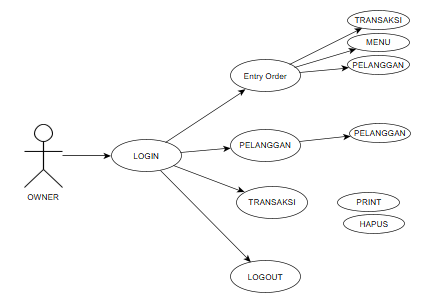 TRANSAKSI
MENU
PELANGGAN
Entry Order
PELANGGAN
PELANGGAN
LOGIN
OWNER
TRANSAKSI
PRINT
HAPUS
LOGOUT